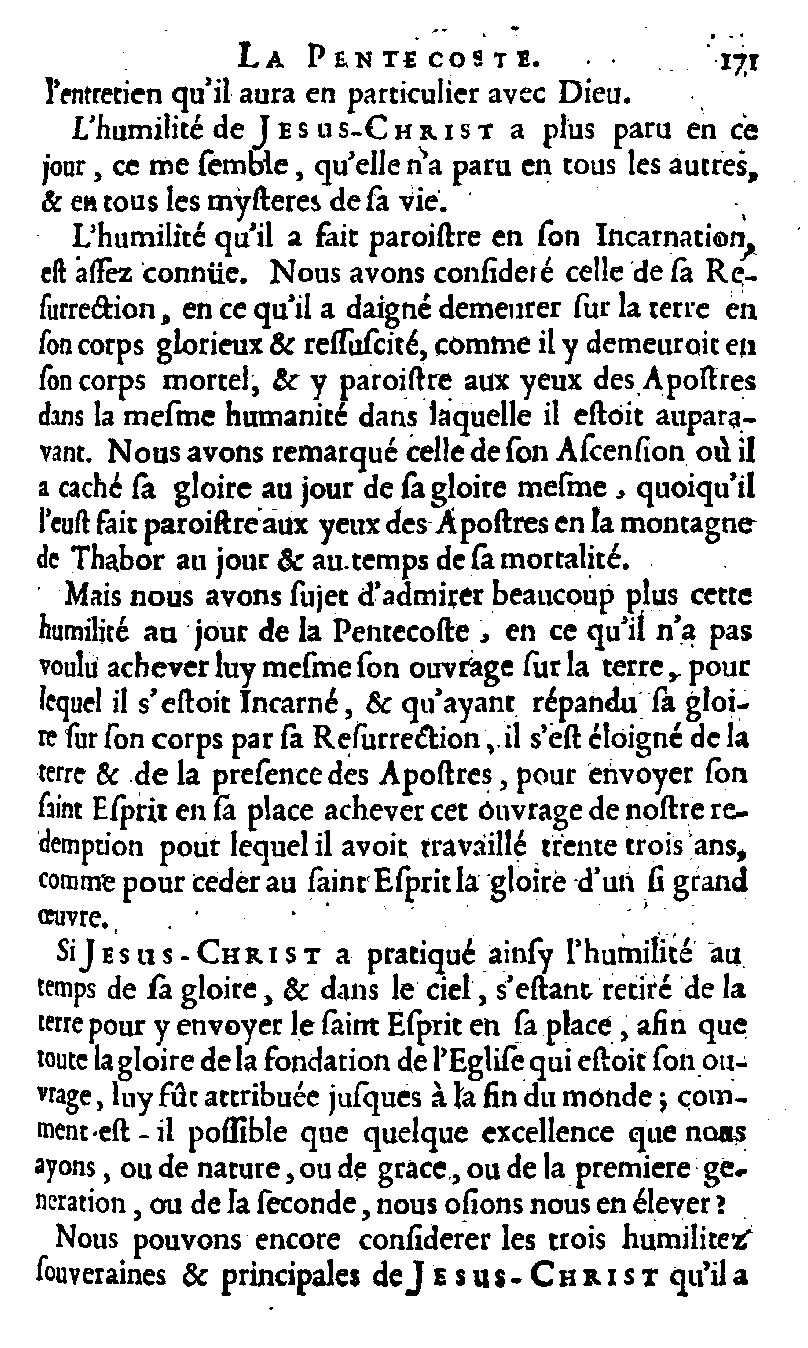 LA PENTECOSTE. 171
l'entretien qu'il aura en particulier avec Dieu.
L'humilité de JESUS-CHRIST a plus paru en ce
jour, ce me ſemble, qu'elle n'a paru en tous les autres,
& en tous les myſteres de ſa vie.
L'humilité qu'il a fait paroiſtre en ſon Incarnation,
eſt aſſez connüe. Nous avons conſideré celle de ſa Re-
ſurrection, en ce qu'il a daigné demeurer ſur la terre en
ſon corps glorieux & reſſuſcité, comme il y demeuroit en
ſon corps mortel, & y paroiſtre aux yeux des Apoſtres
dans la meſme humanité dans laquelle il eſtoit aupara-
vant. Nous avons remarqué celle de ſon Aſcenſion où il
a caché ſa gloire au jour de ſa gloire meſme, quoiqu'il
l'euſt fait paroiſtre aux yeux des Apoſtres en la montagne
de Thabor au jour & au temps de ſa mortalité.
Mais nous avons ſujet d'admirer beaucoup plus cette
humilité au jour de la Pentecoſte, en ce qu'il n'a pas
voulu achever luy meſme ſon ouvrage ſur la terre, pour
lequel il s'eſtoit Incarné, & qu'ayant répandu ſa gloi-
re ſur ſon corps par ſa Reſurrection, il s'eſt éloigné de la
terre & de la preſence des Apoſtres, pour envoyer ſon
ſaint Eſprit en ſa place achever cet ouvrage de noſtre re-
demption pour lequel il avoit travaillé trente trois ans,
comme pour ceder au ſaint Eſprit la gloire d'un ſi grand
œuvre.
Si JESUS-CHRIST a pratiqué ainſy l'humilité au
temps de ſa gloire, & dans le ciel, s'eſtant retiré de la
terre pour y envoyer le ſaint Eſprit en ſa place, afin que
toute la gloire de la fondation de l'Egliſe qui eſtoit ſon ou-
vrage, luy fût attribuée juſques à la fin du monde; com-
ment eſt-il poſſible que quelque excellence que nous
ayons, ou de nature, ou de grace, ou de la premiere ge-
neration, ou de la ſeconde, nous oſions nous en élever?
Nous pouvons encore conſiderer les trois humilitez
ſouveraines & principales de JESUS-CHRIST qu'il a